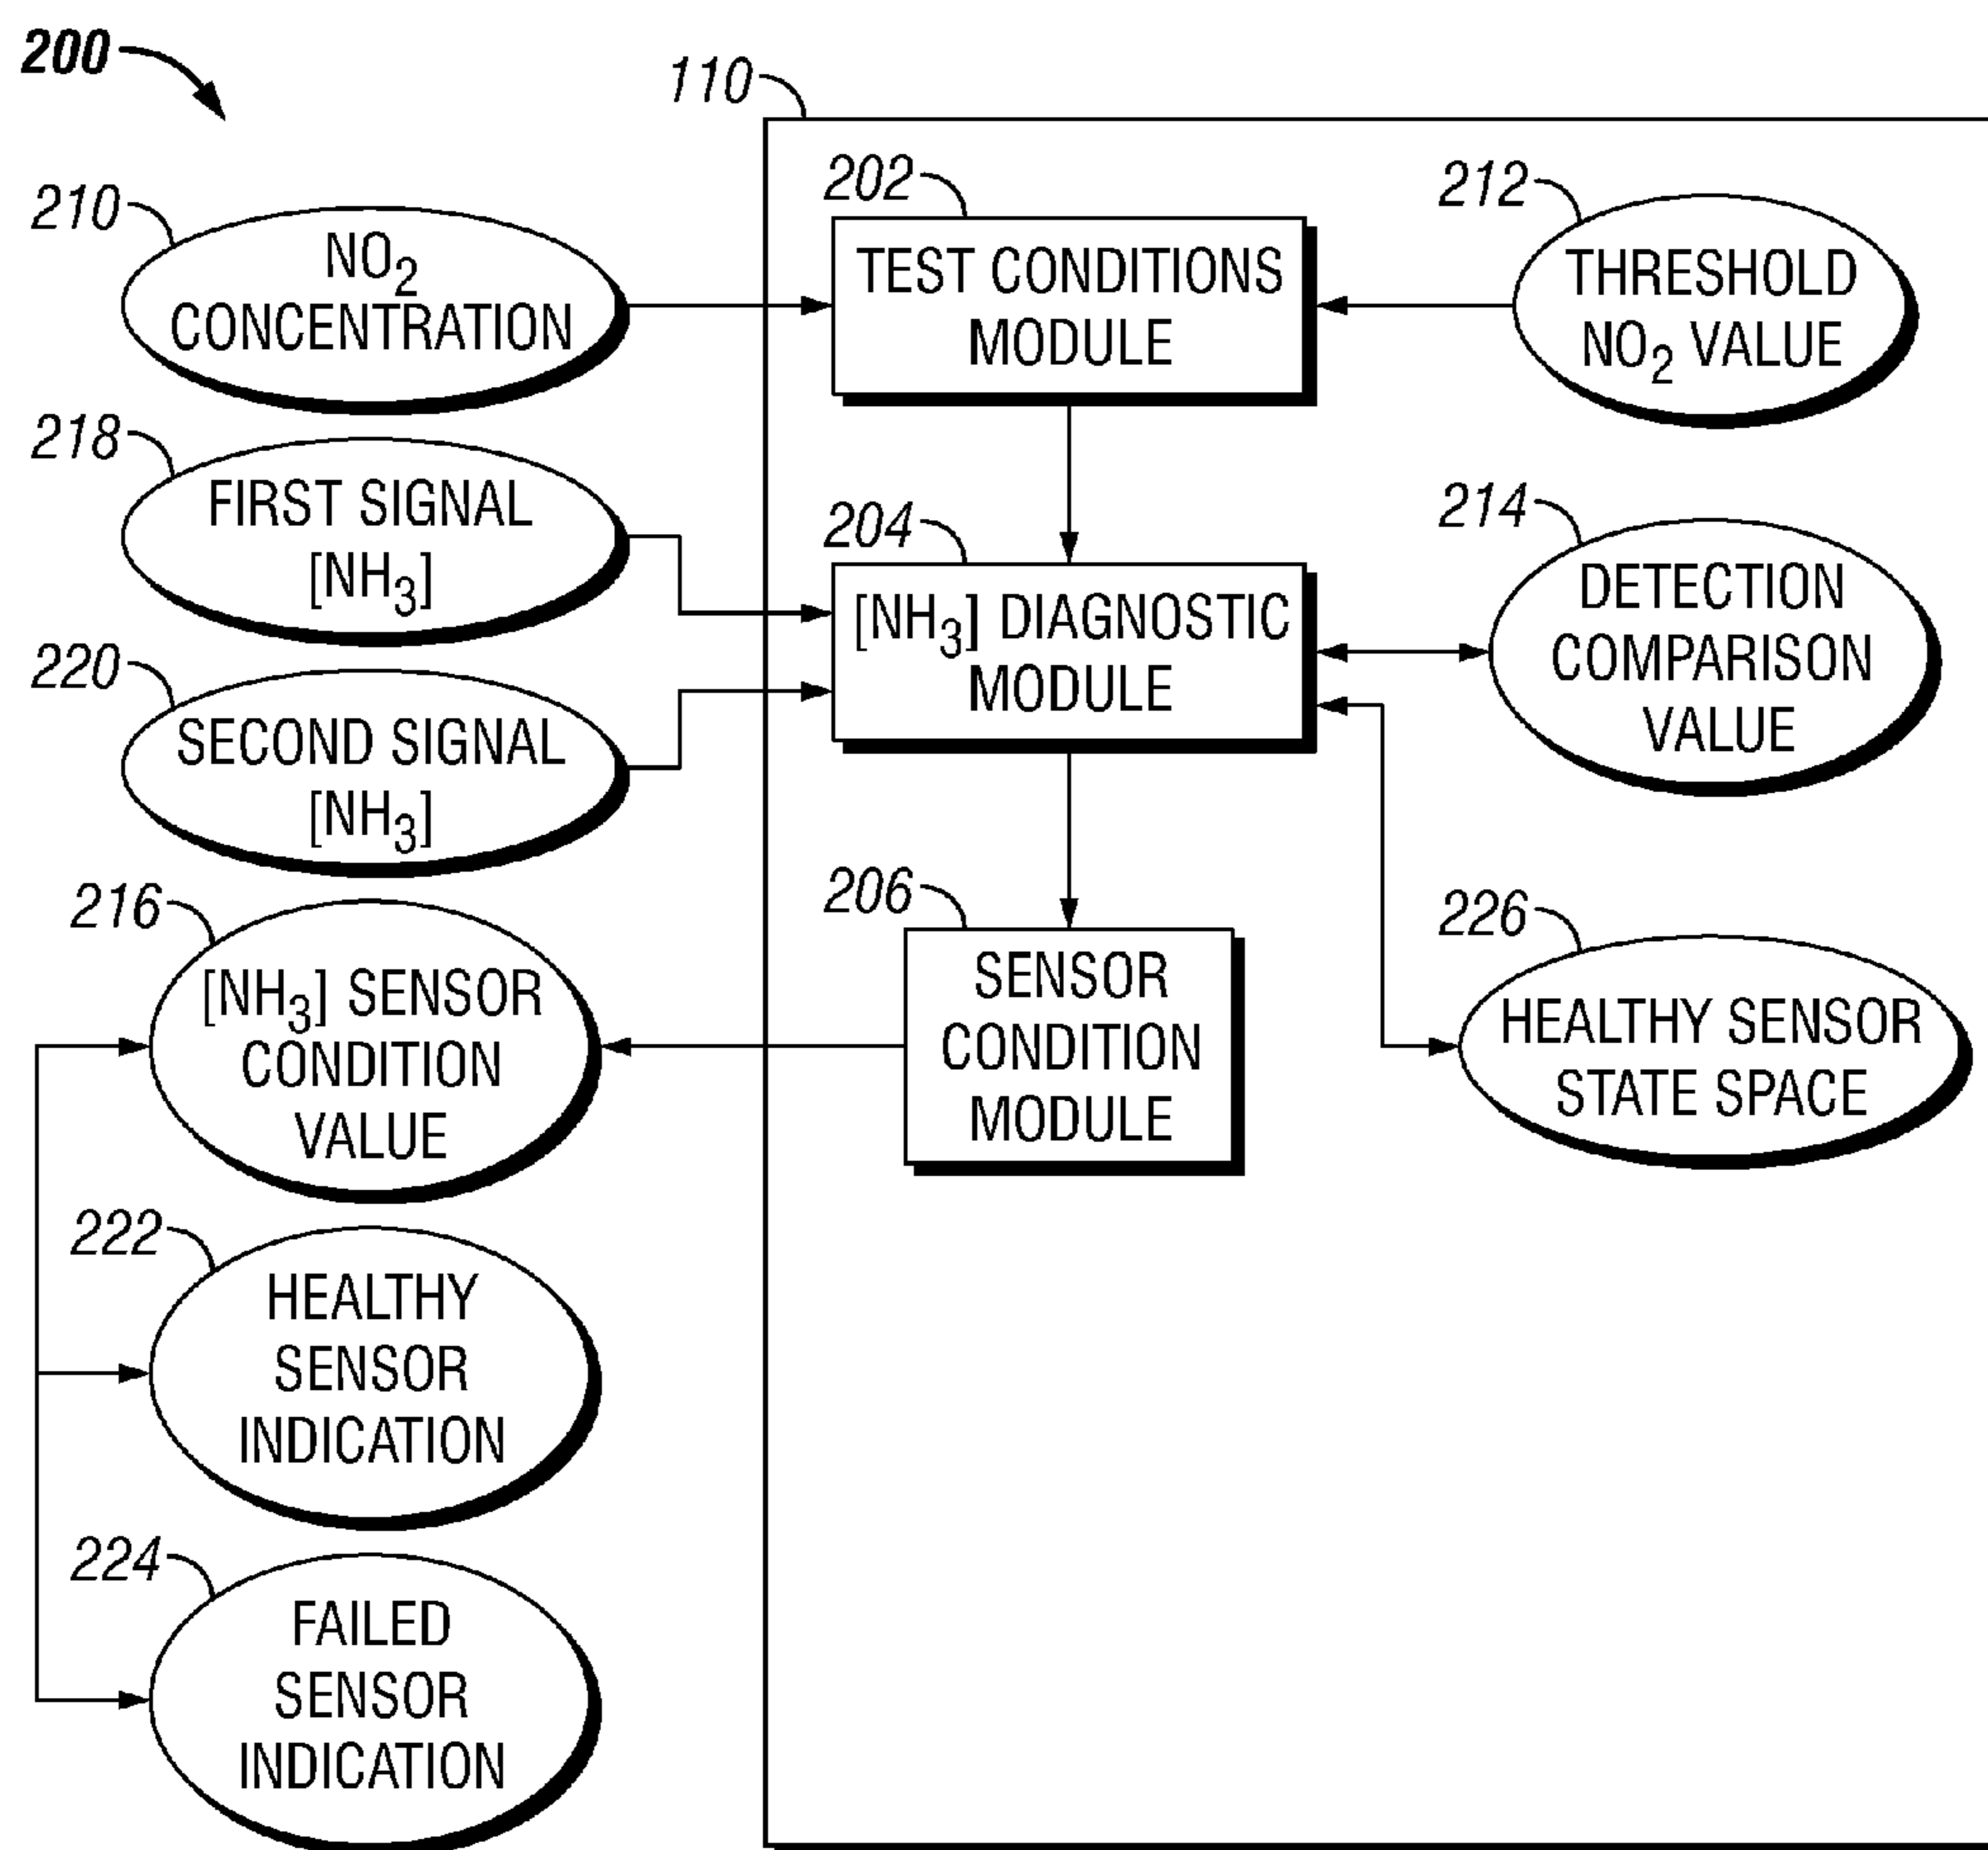 200
110
210
NO2
CONCENTRATION
202
TEST CONDITIONS
MODULE
212
THRESHOLD
NO2 VALUE
218
FIRST SIGNAL
[NH3]
204
[NH3] DIAGNOSTIC
MODULE
214
DETECTION
COMPARISON
VALUE
220
SECOND SIGNAL
[NH3]
216
[NH3] SENSOR
CONDITION
VALUE
206
SENSOR
CONDITION
MODULE
226
HEALTHY SENSOR
STATE SPACE
222
HEALTHY
SENSOR
INDICATION
224
FAILED
SENSOR
INDICATION